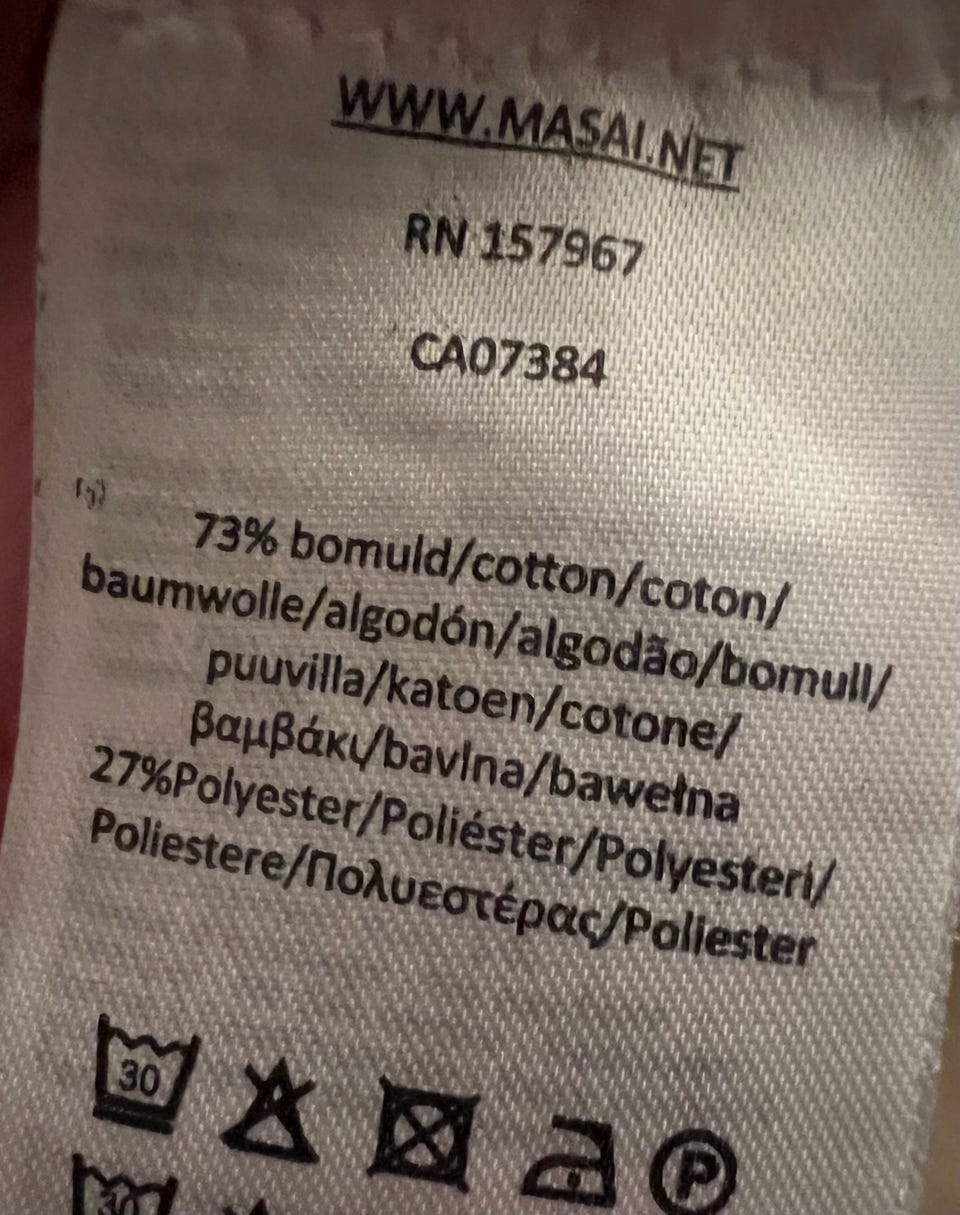 WWW.MASAI.NET
RN 157967
CA07384
73% bomuld/cotton/coton/
baumwolle/algodón/algodão/bomull/
puuvilla/katoen/cotone/
βαμβάκι/bavlna/bawełna
27%Polyester/Poliéster/Polyesteri/
Poliestere/Πολυεστέρας/Poliester
30 P
30